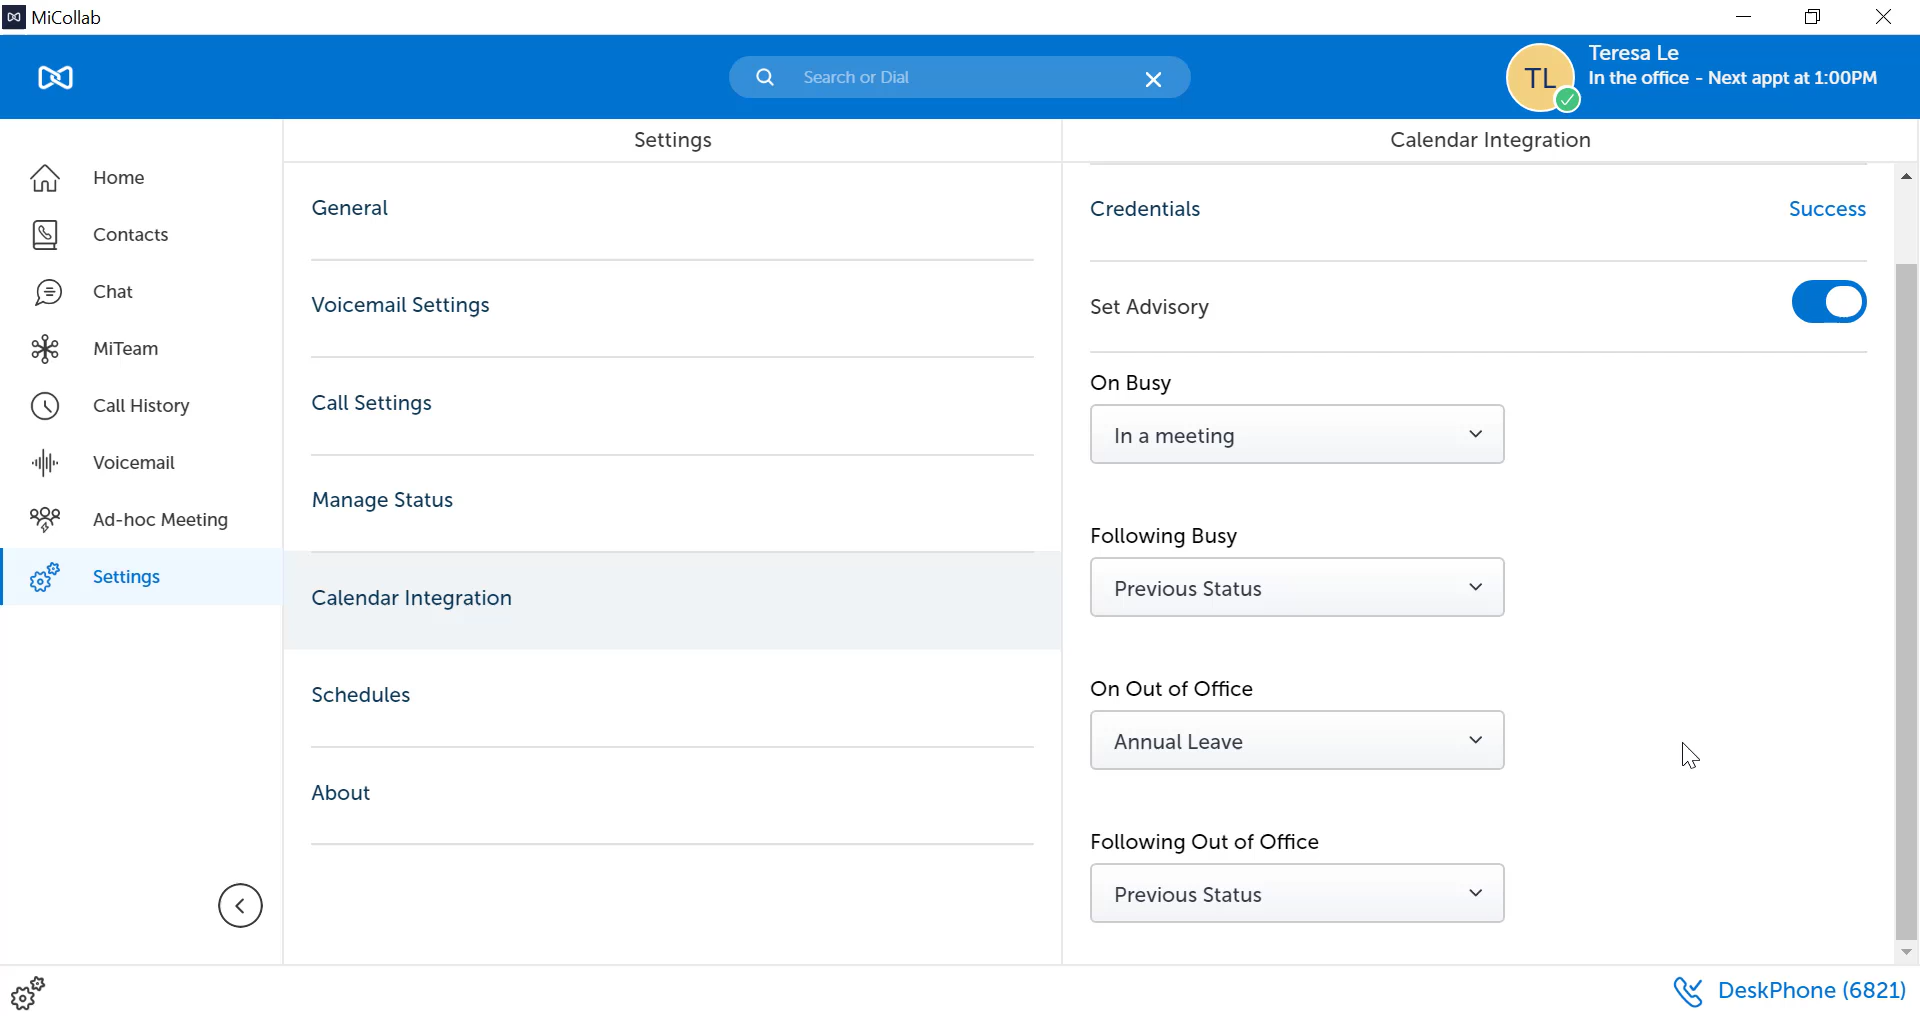 MiCollab
Search or Dial
TL
Teresa Le
In the office - Next appt at 1:00PM
Home
Contacts
Chat
MiTeam
Call History
Voicemail
Ad-hoc Meeting
Settings
Settings
General
Voicemail Settings
Call Settings
Manage Status
Calendar Integration
Schedules
About
Calendar Integration
Credentials
Success
Set Advisory
On Busy
In a meeting
Following Busy
Previous Status
On Out of Office
Annual Leave
Following Out of Office
Previous Status
DeskPhone (6821)